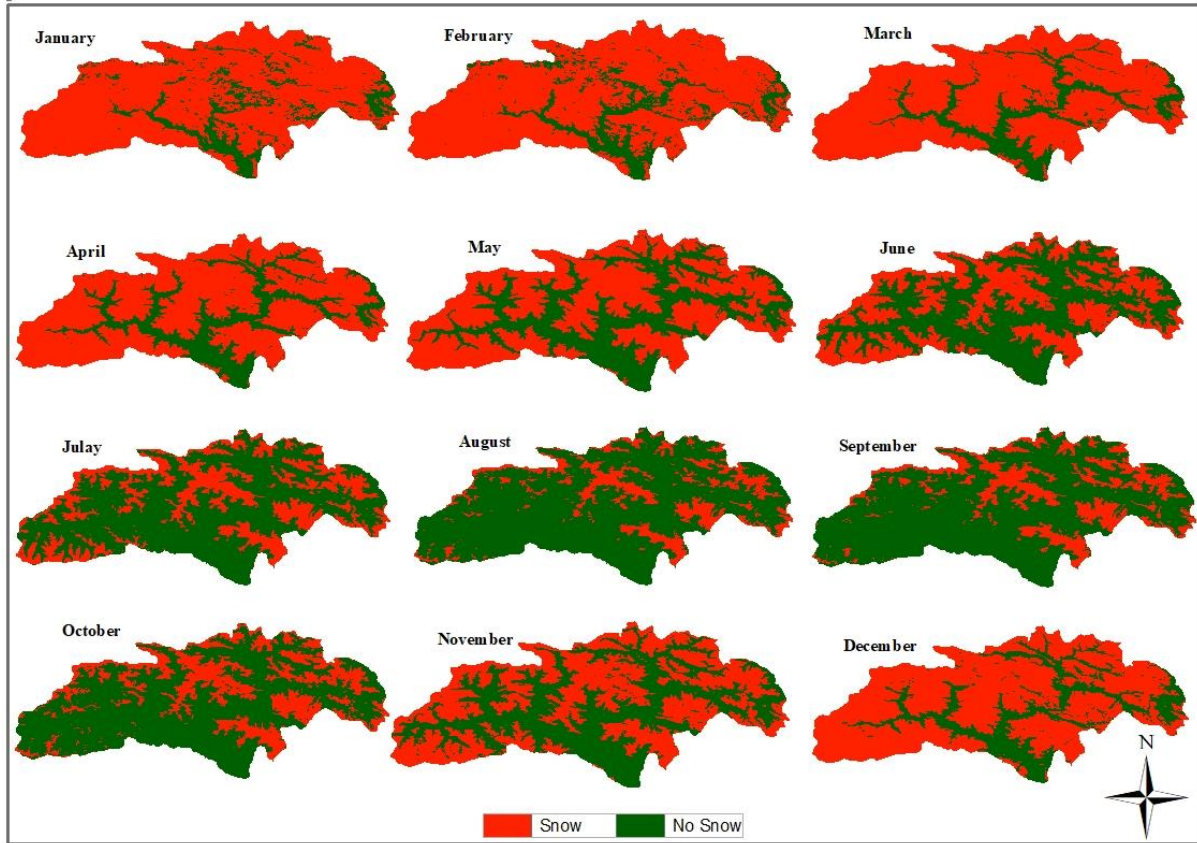 January
February
March
April
May
June
Julay
August
September
October
November
December
N
Snow
No Snow